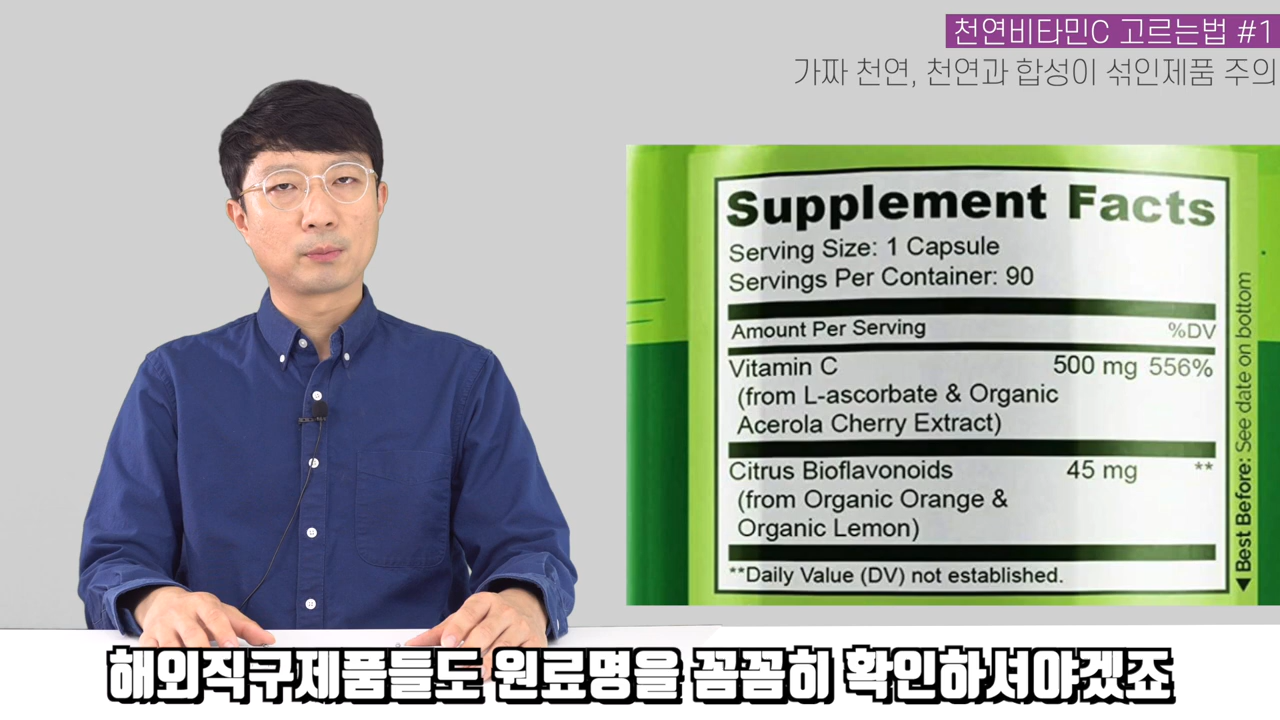 천연비타민C 고르는법 #1
가짜 천연, 천연과 합성이 섞인제품 주의
Supplement Facts
Serving Size: 1 Capsule
Servings Per Container: 90
Amount Per Serving %DV
Vitamin C 500 mg 556%
(from L-ascorbate & Organic
Acerola Cherry Extract)
Citrus Bioflavonoids 45 mg **
(from Organic Orange &
Organic Lemon)
**Daily Value (DV) not established.
◀Best Before: See date on bottom
해외직구제품들도 원료명을 꼼꼼히 확인하셔야겠죠